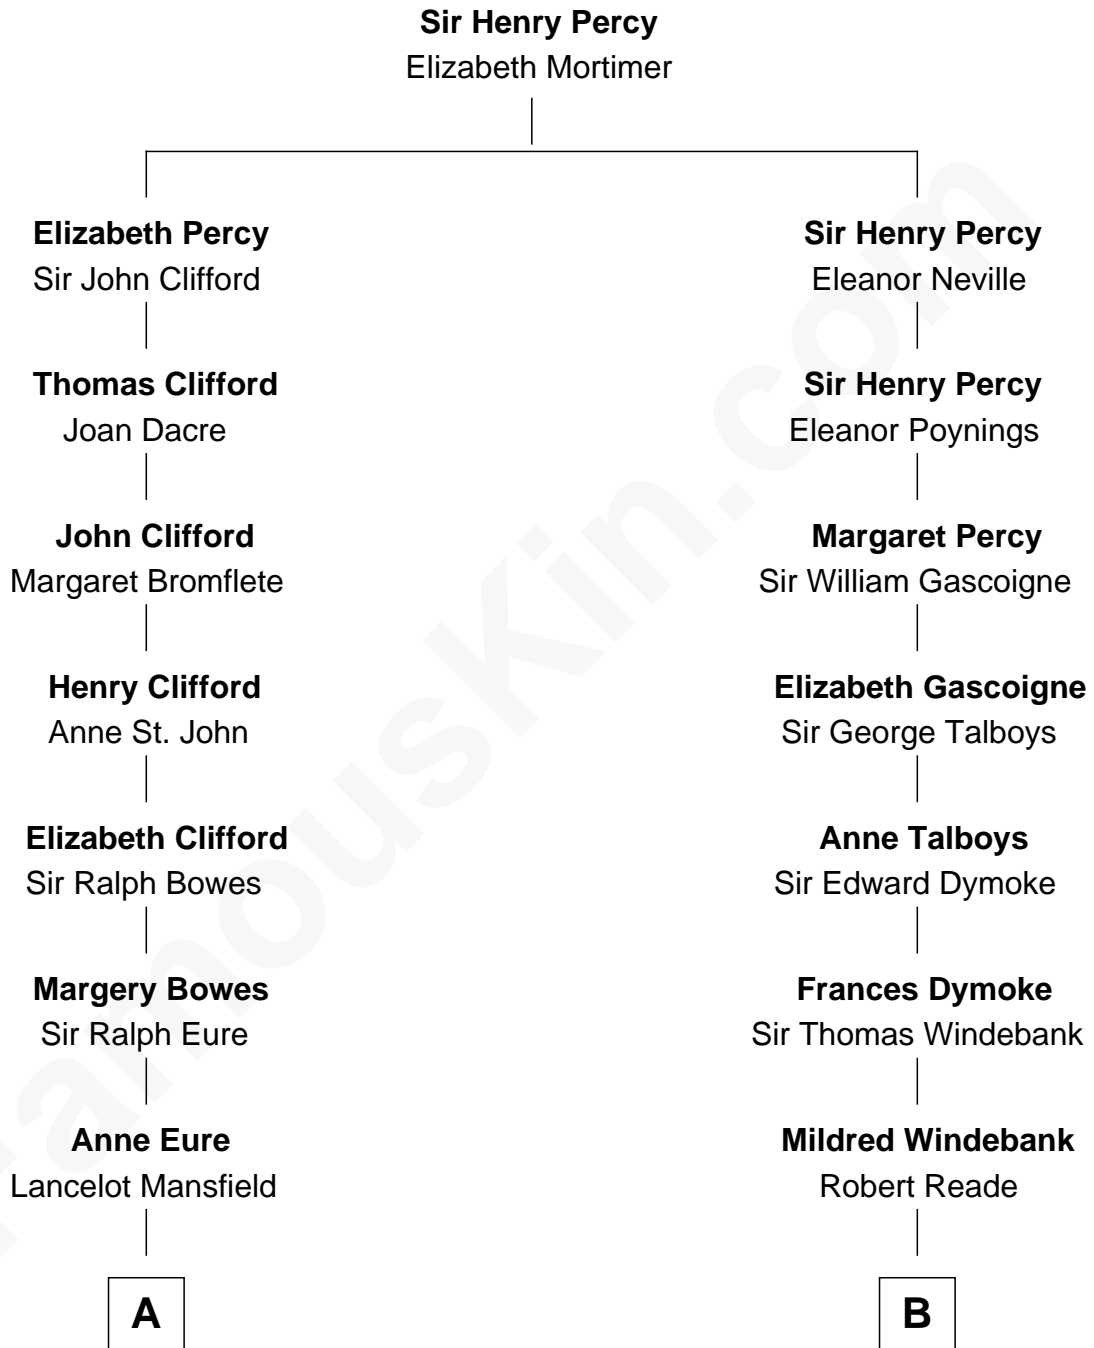 Sir Henry Percy
Elizabeth Mortimer
Elizabeth Percy
Sir John Clifford
Sir Henry Percy
Eleanor Neville
Thomas Clifford
Joan Dacre
Sir Henry Percy
Eleanor Poynings
John Clifford
Margaret Bromflete
Margaret Percy
Sir William Gascoigne
Henry Clifford
Anne St. John
Elizabeth Gascoigne
Sir George Talboys
Elizabeth Clifford
Sir Ralph Bowes
Anne Talboys
Sir Edward Dymoke
Margery Bowes
Sir Ralph Eure
Frances Dymoke
Sir Thomas Windebank
Anne Eure
Lancelot Mansfield
Mildred Windebank
Robert Reade
A
B
FamousKin.com